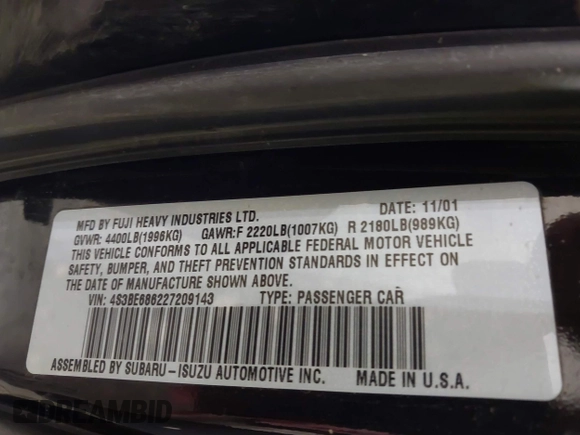 MFD BY FUJI HEAVY INDUSTRIES LTD. DATE: 11/01
GVWR: 4400LB(1996KG) GAWR:F 2220LB(1007KG) R 2180LB(989KG)
THIS VEHICLE CONFORMS TO ALL APPLICABLE FEDERAL MOTOR VEHICLE
SAFETY, BUMPER, AND THEFT PREVENTION STANDARDS IN EFFECT ON
THE DATE OF MANUFACTURE SHOWN ABOVE.
VIN: 4S3BE686227209143 TYPE: PASSENGER CAR
ASSEMBLED BY SUBARU-ISUZU AUTOMOTIVE INC. MADE IN U.S.A.
DREAMBID